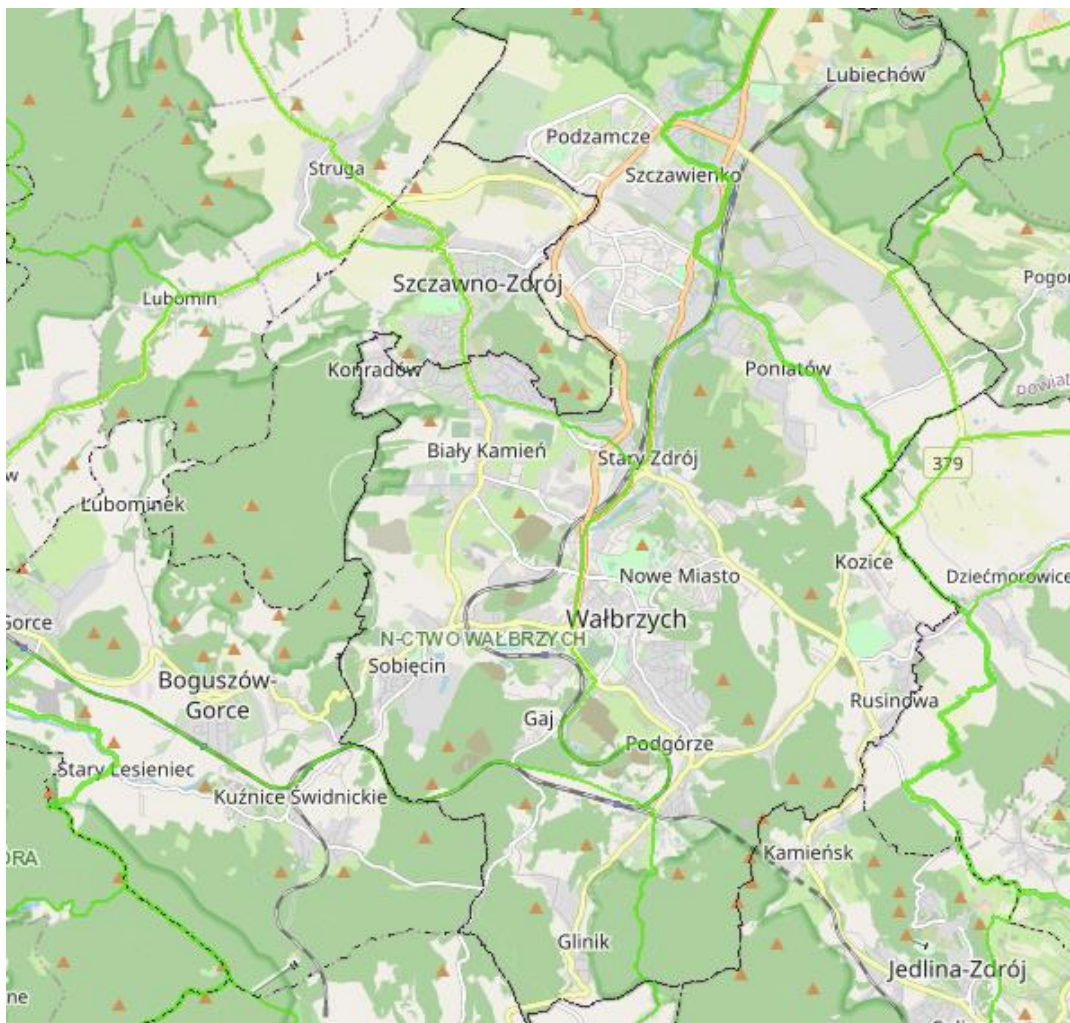 Lubiechów
Podzamcze
Struga
Szczawienko
Szczawno-Zdrój
Pogor
Lubomin
Konradów
Poniatów
Powiat
Biały Kamień
Stary Zdrój
379
w
Łubominek
Nowe Miasto
Kozice
Dziećmorowice
Gorce
Wałbrzych
N-CTWO WAŁBRZYCH
Sobięcin
Boguszów-
Gorce
Rusinowa
Gaj
Podgórze
Stary Lesieniec
Kuźnice Świdnickie
ÓRA
Kamieńsk
Glinik
Jedlina-Zdrój
ne